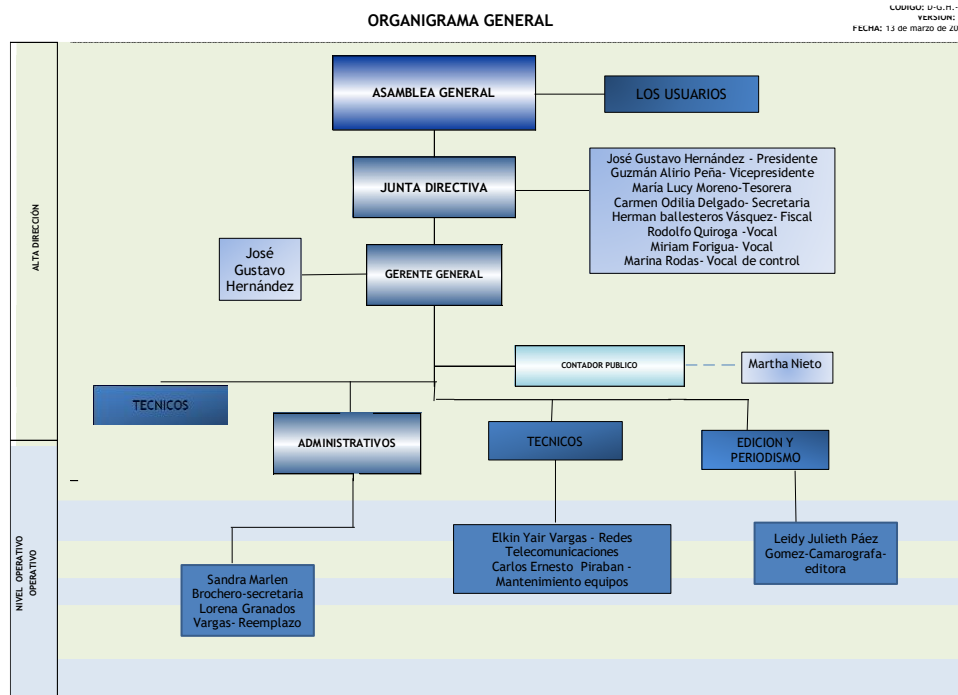 CODIGO: D-G.H.-
VERSION:
FECHA: 13 de marzo de 20
ORGANIGRAMA GENERAL
ALTA DIRECCIÓN
ASAMBLEA GENERAL
LOS USUARIOS
JUNTA DIRECTIVA
José Gustavo Hernández - Presidente
Guzmán Alirio Peña- Vicepresidente
María Lucy Moreno-Tesorera
Carmen Odilia Delgado- Secretaria
Herman ballesteros Vásquez- Fiscal
Rodolfo Quiroga -Vocal
Miriam Forigua- Vocal
Marina Rodas- Vocal de control
José
Gustavo
Hernández
GERENTE GENERAL
CONTADOR PUBLICO
Martha Nieto
TECNICOS
ADMINISTRATIVOS
TECNICOS
EDICION Y
PERIODISMO
NIVEL OPERATIVO
OPERATIVO
Sandra Marlen
Brochero-secretaria
Lorena Granados
Vargas- Reemplazo
Elkin Yair Vargas - Redes
Telecomunicaciones
Carlos Ernesto Piraban -
Mantenimiento equipos
Leidy Julieth Páez
Gomez-Camarografa-
editora